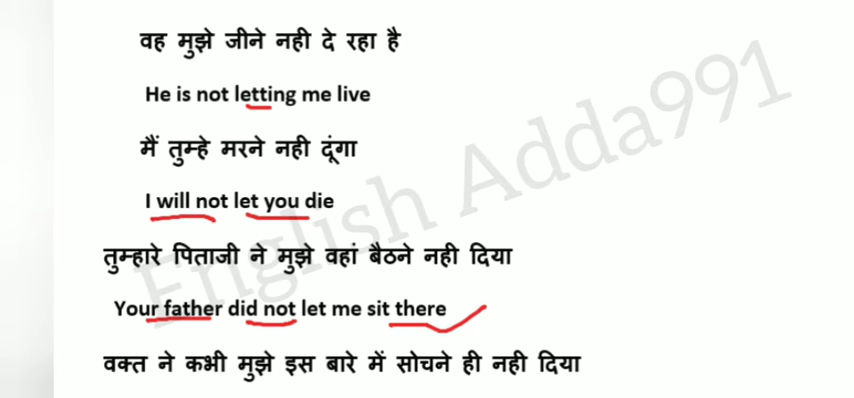 वह मुझे जीने नही दे रहा है
He is not letting me live
मैं तुम्हे मरने नही दूंगा
I will not let you die
तुम्हारे पिताजी ने मुझे वहां बैठने नही दिया
Your father did not let me sit there
वक्त ने कभी मुझे इस बारे में सोचने ही नही दिया
English Adda991